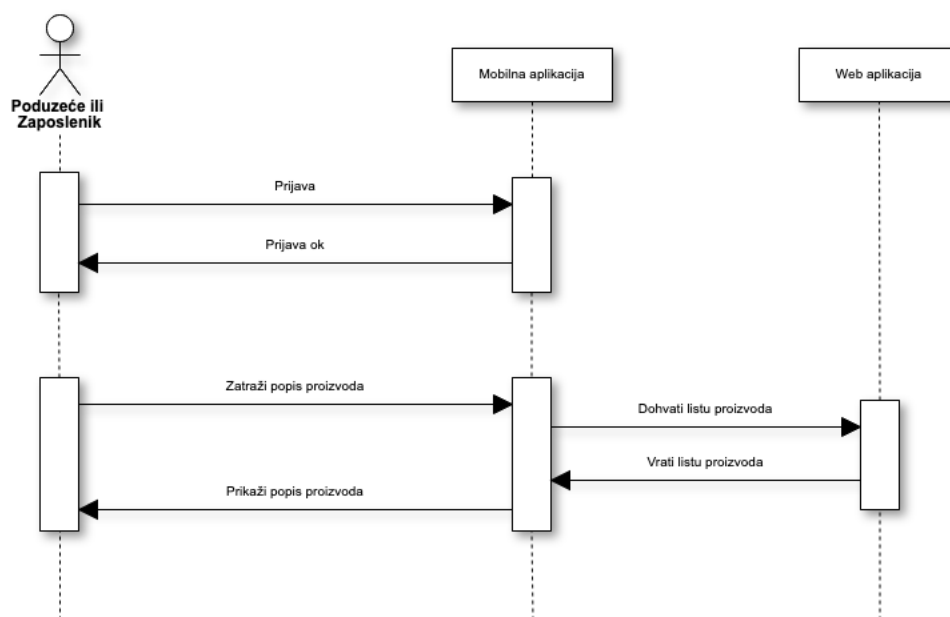 Poduzeće ili
Zaposlenik
Mobilna aplikacija
Web aplikacija
Prijava
Prijava ok
Zatraži popis proizvoda
Dohvati listu proizvoda
Vrati listu proizvoda
Prikaži popis proizvoda